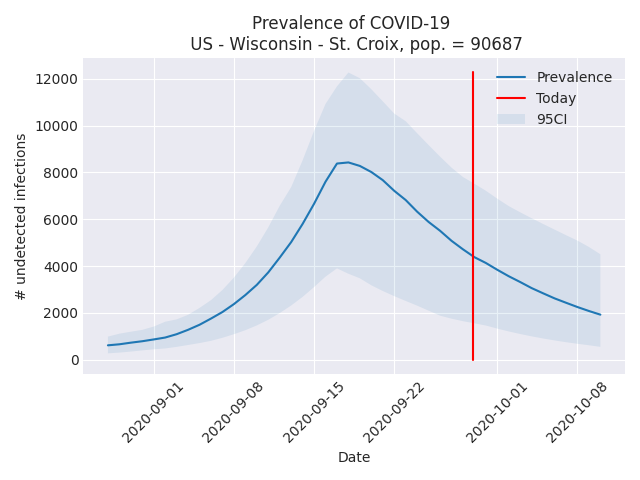 Prevalence of COVID-19
US - Wisconsin - St. Croix, pop. = 90687
12000
10000
8000
6000
4000
2000
0
# undetected infections
Prevalence
Today
95CI
2020-09-01
2020-09-08
2020-09-15
2020-09-22
2020-10-01
2020-10-08
Date